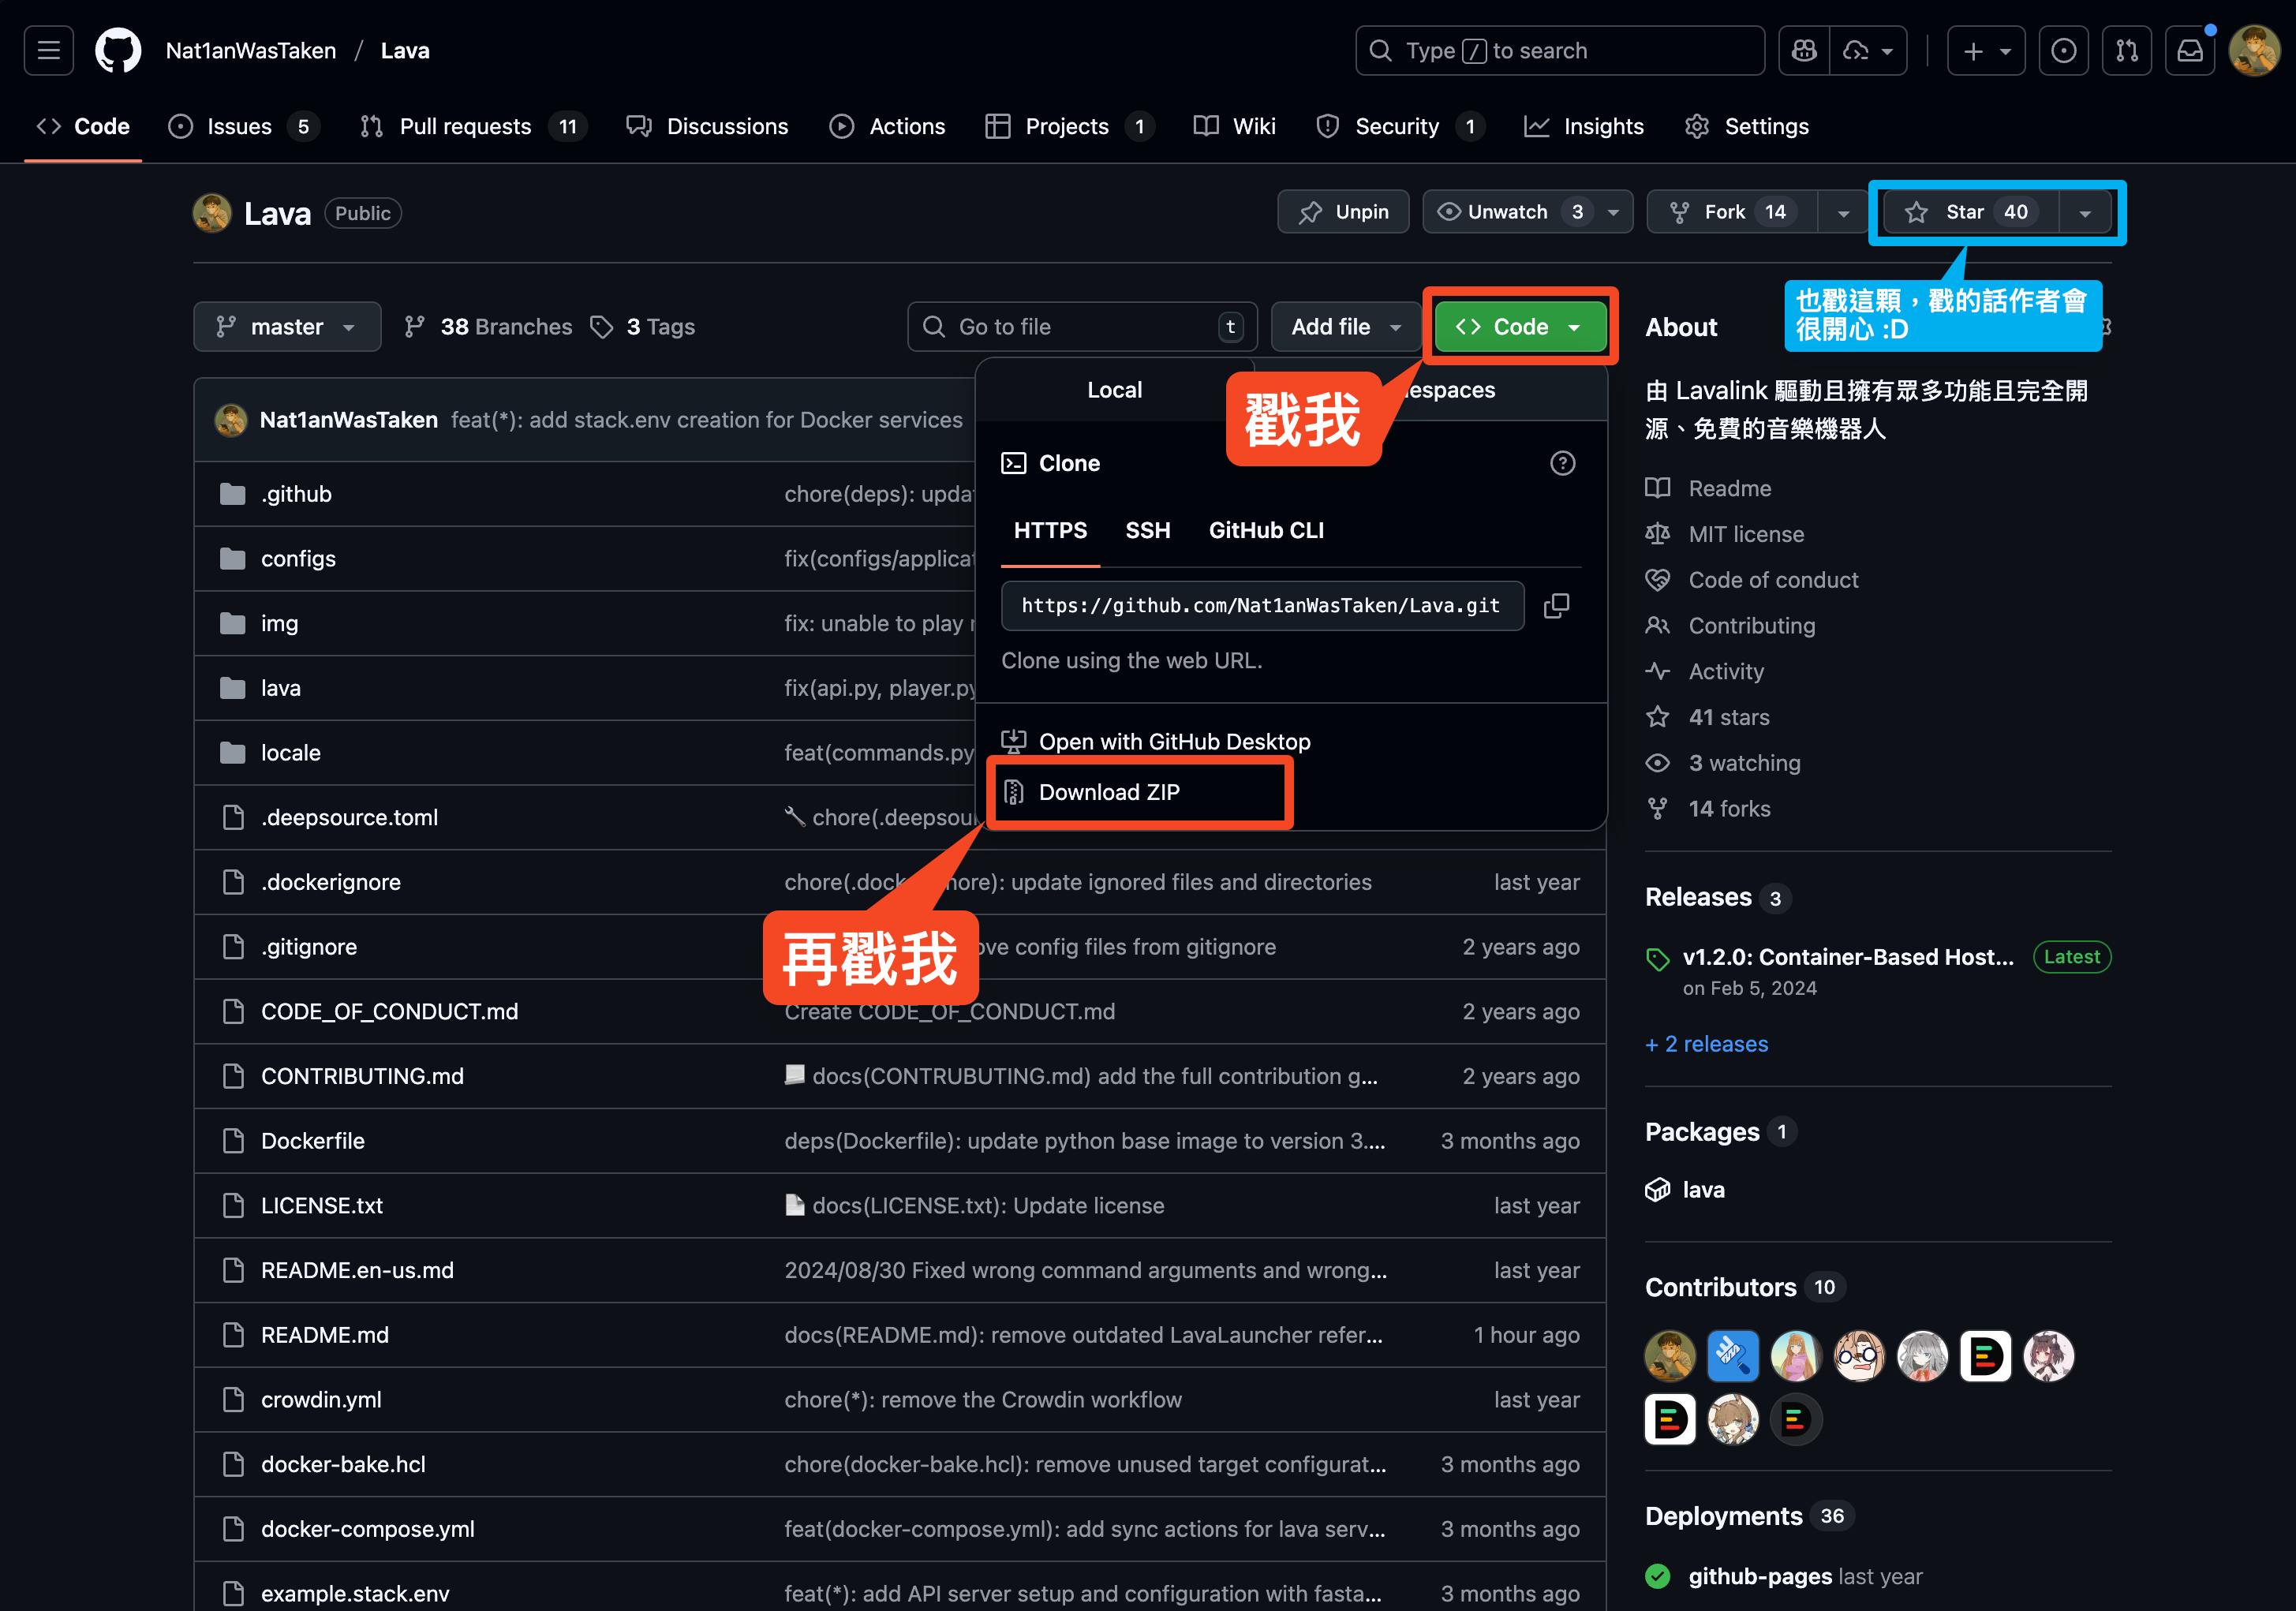 Nat1anWasTaken / Lava
Type / to search
Code
Issues 5
Pull requests 11
Discussions
Actions
Projects 1
Wiki
Security 1
Insights
Settings
Lava Public
Unpin
Unwatch 3
Fork 14
Star 40
也戳這顆，戳的話作者會
很開心 :D
master
38 Branches
3 Tags
Go to file t
Add file
Code
戳我
Local
espaces
Clone
HTTPS
SSH
GitHub CLI
https://github.com/Nat1anWasTaken/Lava.git
Clone using the web URL.
Open with GitHub Desktop
Download ZIP
再戳我
Nat1anWasTaken feat(*): add stack.env creation for Docker services
.github chore(deps): upda
configs fix(configs/applica
img fix: unable to play
lava fix(api.py, player.py
locale feat(commands.py
.deepsource.toml chore(.deepsou
.dockerignore chore(.dock nore): update ignored files and directories last year
.gitignore ove config files from gitignore 2 years ago
CODE_OF_CONDUCT.md Create CODE_OF_CONDUCT.md 2 years ago
CONTRIBUTING.md docs(CONTRUBUTING.md) add the full contribution g... 2 years ago
Dockerfile deps(Dockerfile): update python base image to version 3.... 3 months ago
LICENSE.txt docs(LICENSE.txt): Update license last year
README.en-us.md 2024/08/30 Fixed wrong command arguments and wrong... last year
README.md docs(README.md): remove outdated LavaLauncher refer... 1 hour ago
crowdin.yml chore(*): remove the Crowdin workflow last year
docker-bake.hcl chore(docker-bake.hcl): remove unused target configurat... 3 months ago
docker-compose.yml feat(docker-compose.yml): add sync actions for lava serv... 3 months ago
example.stack.env feat(*): add API server setup and configuration with fasta... 3 months ago
About
由 Lavalink 驅動且擁有眾多功能且完全開
源、免費的音樂機器人
Readme
MIT license
Code of conduct
Contributing
Activity
41 stars
3 watching
14 forks
Releases 3
v1.2.0: Container-Based Host... Latest
on Feb 5, 2024
+ 2 releases
Packages 1
lava
Contributors 10
Deployments 36
github-pages last year